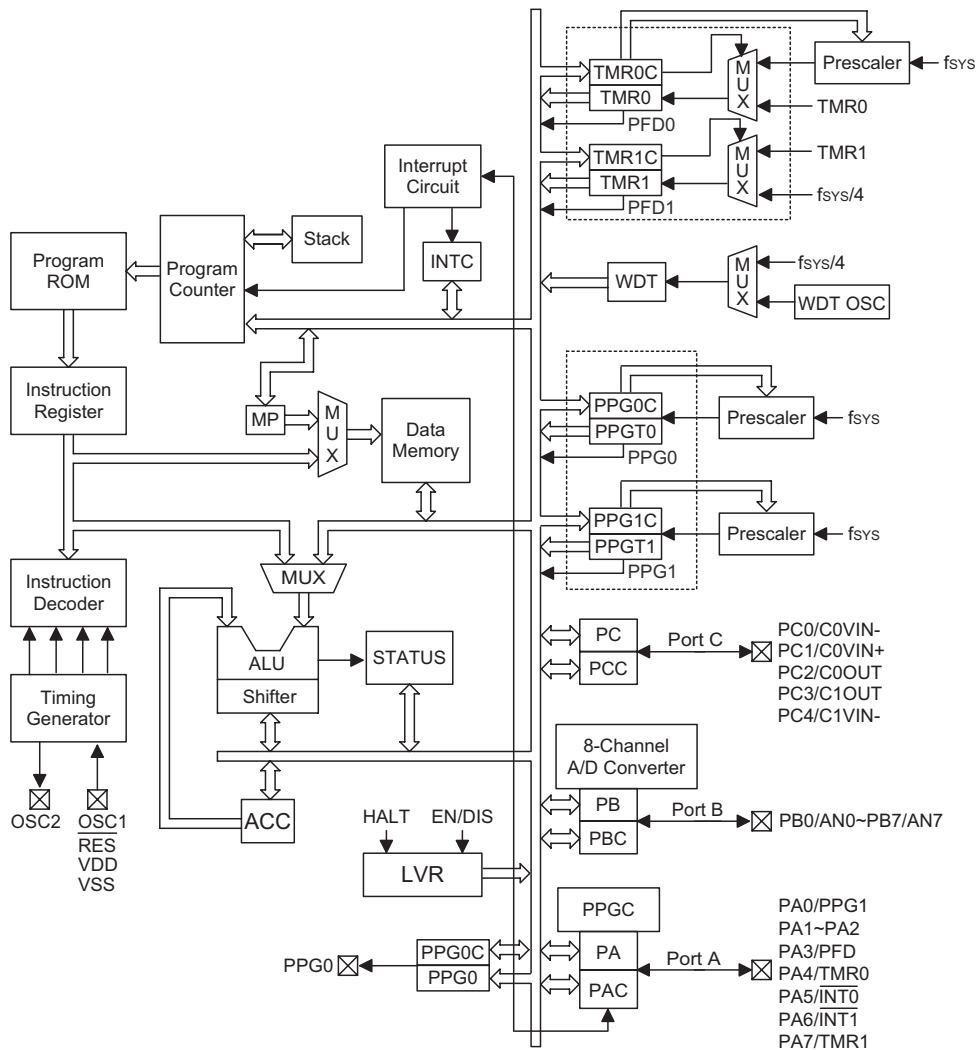 TMR0C
TMR0
PFD0
TMR1C
TMR1
PFD1
M
U
X
Prescaler
fSYS
TMR0
M
U
X
TMR1
fSYS/4
Interrupt
Circuit
Stack
INTC
Program
ROM
Program
Counter
WDT
M
U
X
fSYS/4
WDT OSC
Instruction
Register
MP
M
U
X
Data
Memory
PPG0C
PPGT0
PPG0
Prescaler
fSYS
PPG1C
PPGT1
PPG1
Prescaler
fSYS
Instruction
Decoder
MUX
ALU
Shifter
STATUS
Timing
Generator
OSC2
OSC1
RES
VDD
VSS
ACC
HALT
EN/DIS
LVR
PPG0
PPG0C
PPG0
PC
PCC
Port C
PC0/C0VIN-
PC1/C0VIN+
PC2/C0OUT
PC3/C1OUT
PC4/C1VIN-
8-Channel
A/D Converter
PB
PBC
Port B
PB0/AN0~PB7/AN7
PPGC
PA
PAC
Port A
PA0/PPG1
PA1~PA2
PA3/PFD
PA4/TMR0
PA5/INT0
PA6/INT1
PA7/TMR1